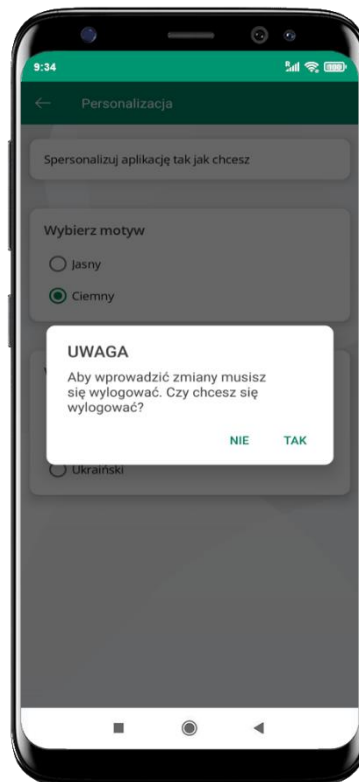 9:34
Personalizacja
Spersonalizuj aplikację tak jak chcesz
Wybierz motyw
Jasny
Ciemny
UWAGA
Aby wprowadzić zmiany musisz
się wylogować. Czy chcesz się
wylogować?
NIE TAK
Ukraiński